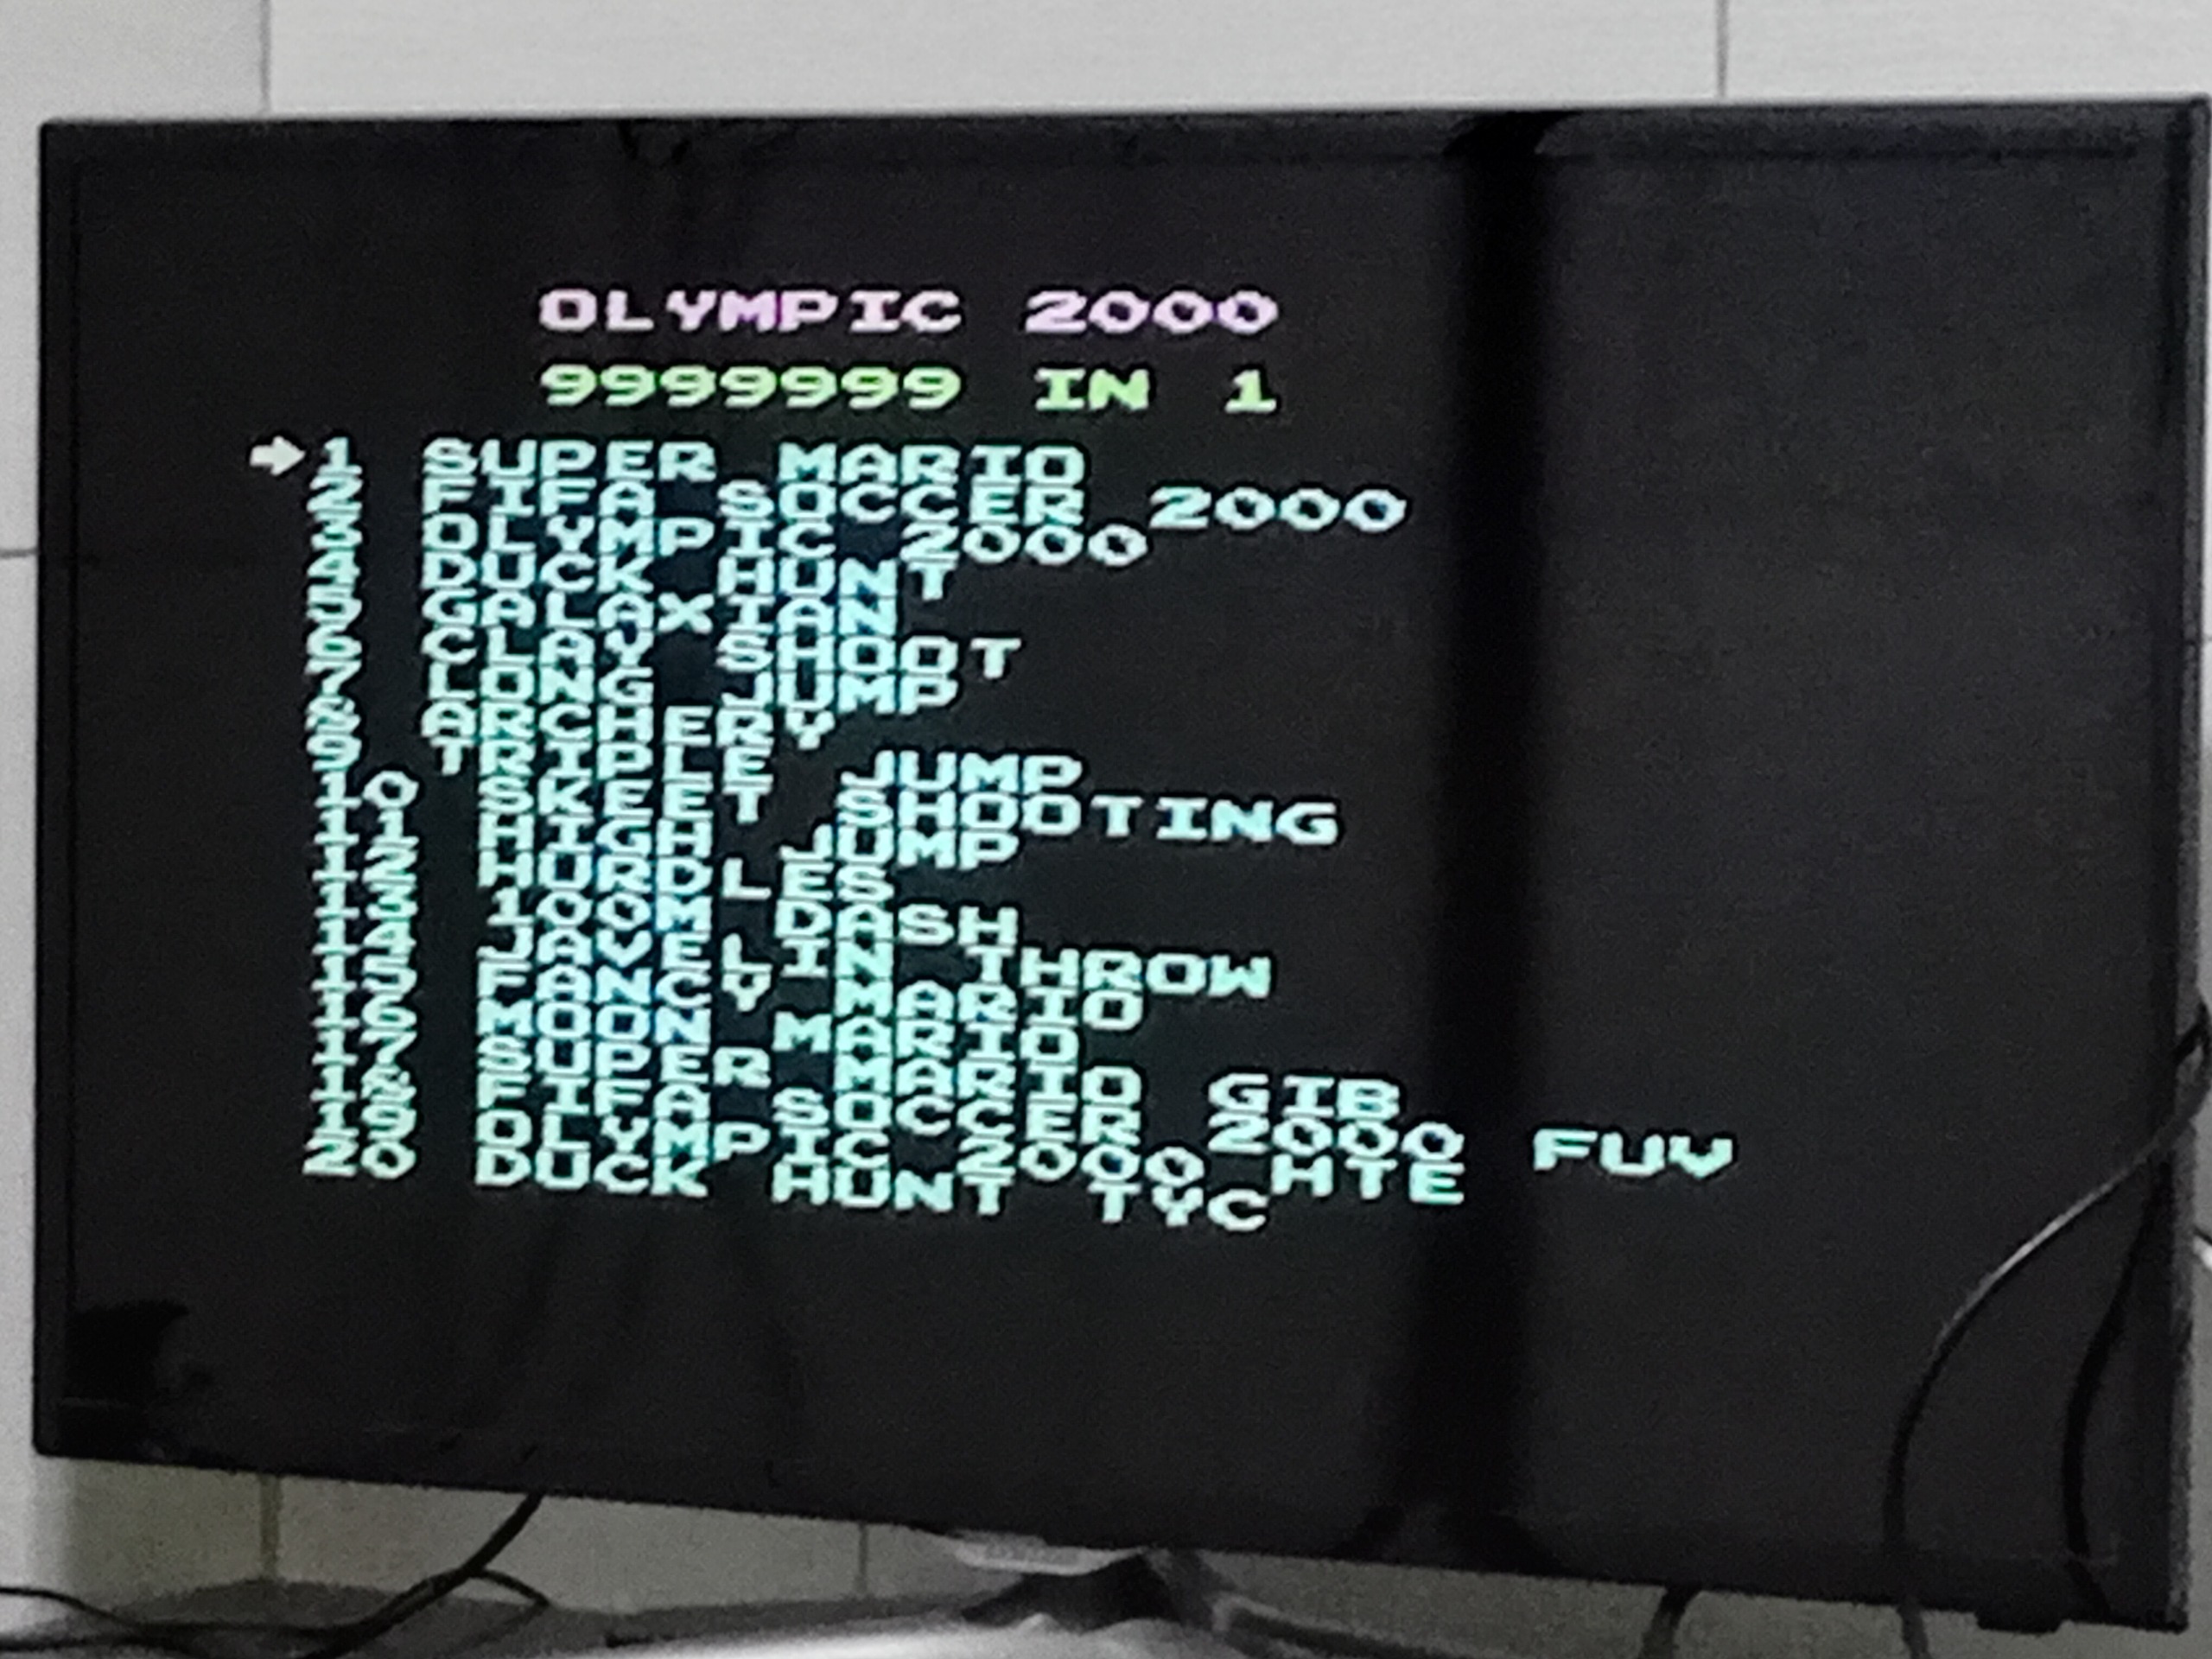 OLYMPIC 2000
9999999 IN 1
1 SUPER MARIO
2 FIFA SOCCER 2000
3 OLYMPIC 2000
4 DUCK HUNT
5 GALAXIAN
6 CLAY SHOOT
7 LONG JUMP
8 ARCHERY
9 TRIPLE JUMP
10 SKEET SHOOTING
11 HIGH JUMP
12 HURDLES
13 100M DASH
14 JAVELIN THROW
15 FANCY MARIO
16 MOON MARIO
17 SUPER MARIO GIB
18 FIFA SOCCER 2000 FUV
19 OLYMPIC 2000 HTE
20 DUCK HUNT TYC